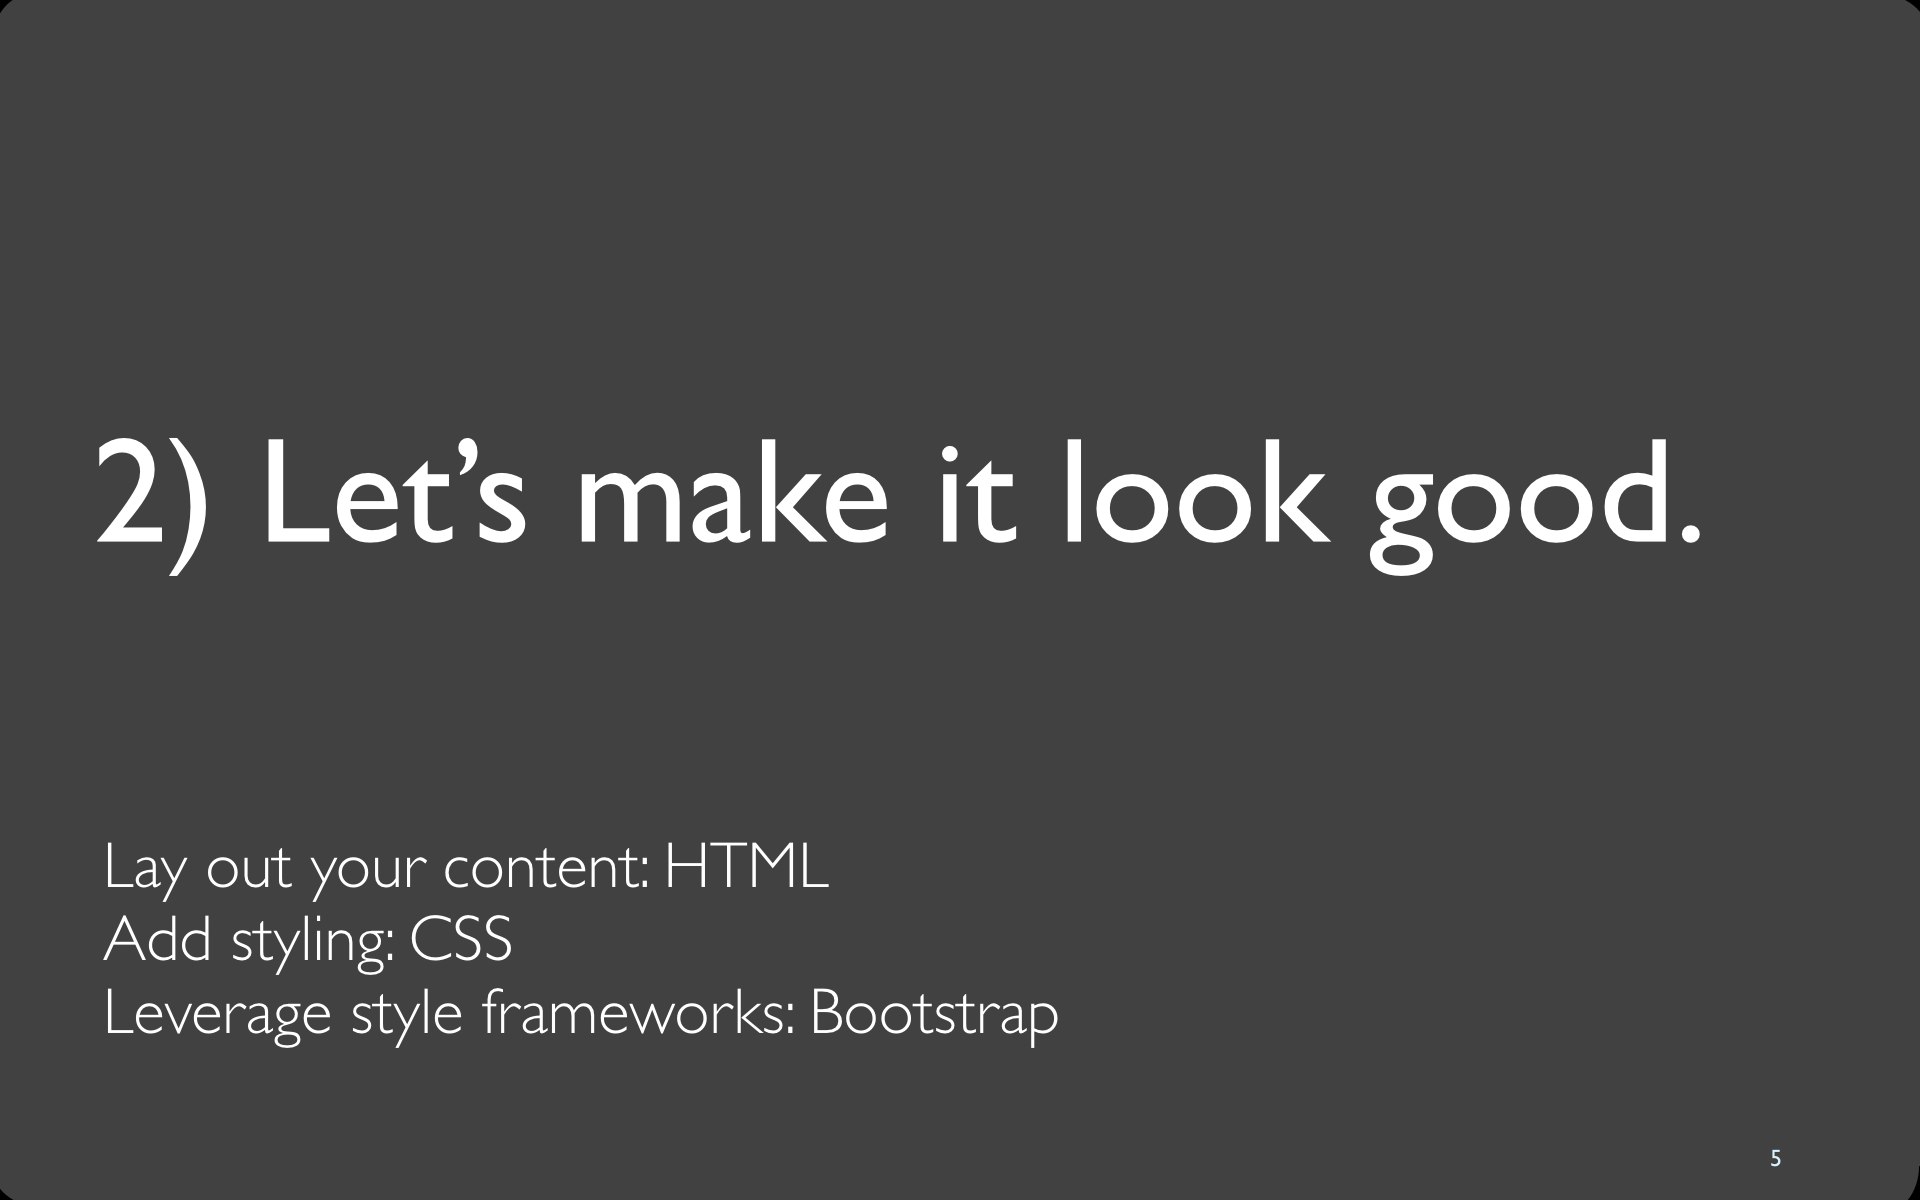 2) Let’s make it look good.
Lay out your content: HTML
Add styling: CSS
Leverage style frameworks: Bootstrap
5